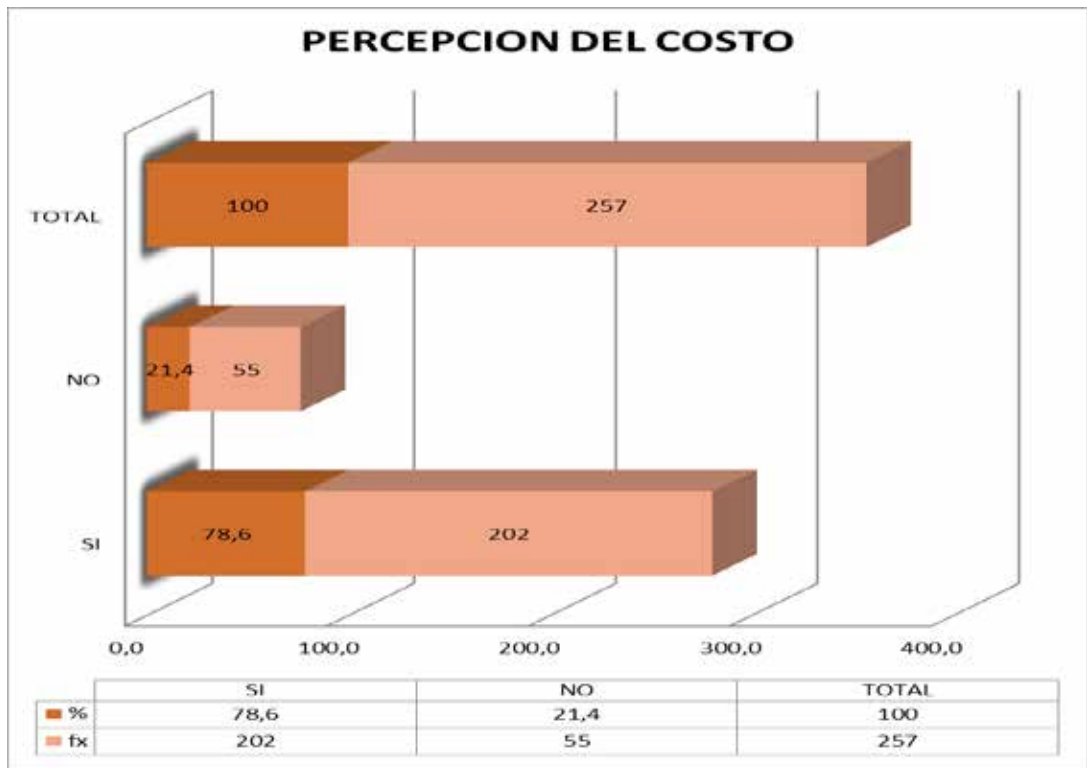 PERCEPCION DEL COSTO
TOTAL
100
257
NO
21,4
55
SI
78,6
202
0,0 100,0 200,0 300,0 400,0
SI NO TOTAL
% 78,6 21,4 100
fx 202 55 257